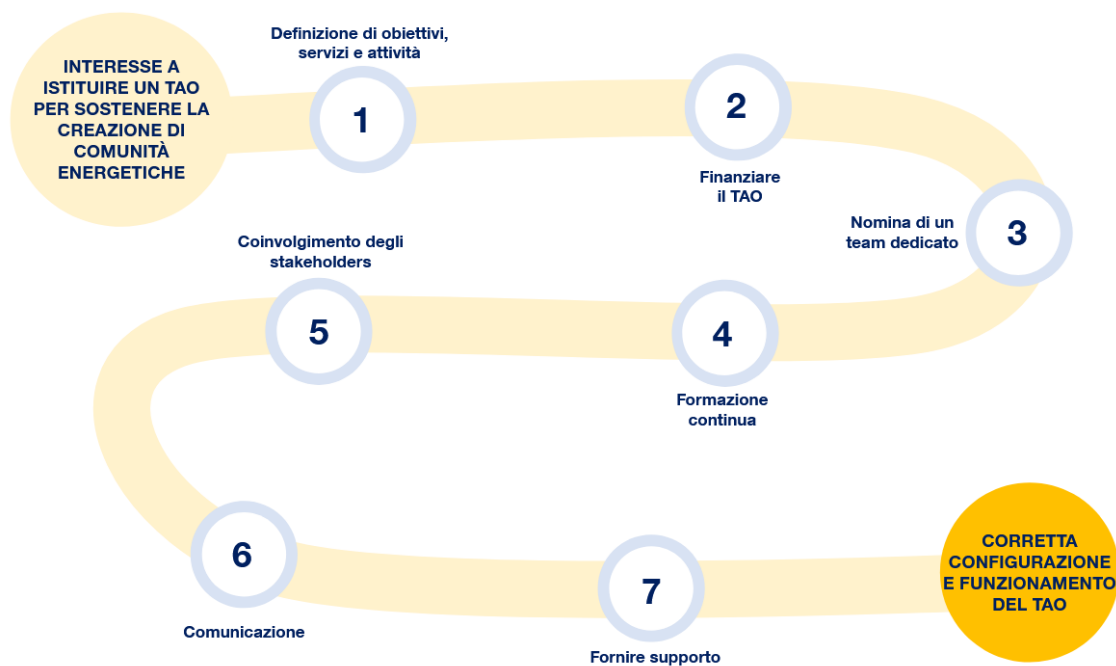 INTERESSE A
ISTITUIRE UN TAO
PER SOSTENERE LA
CREAZIONE DI
COMUNITÀ
ENERGETICHE
Definizione di obiettivi,
servizi e attività
1
2
Finanziare
il TAO
Nomina di un
team dedicato
3
4
Formazione
continua
Coinvolgimento degli
stakeholders
5
6
Comunicazione
7
Fornire supporto
CORRETTA
CONFIGURAZIONE
E FUNZIONAMENTO
DEL TAO